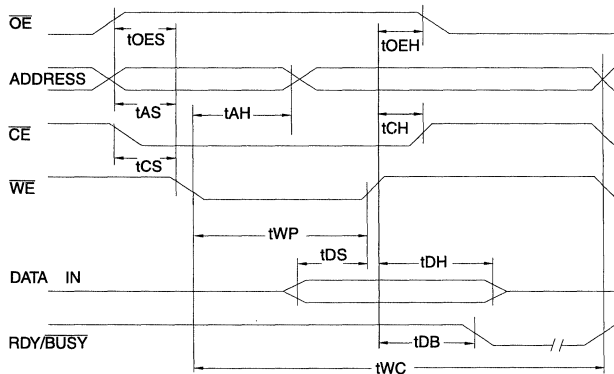 OE
tOES
tOEH
ADDRESS
tAS
tAH
tCH
CE
tCS
WE
tWP
tDS
tDH
DATA IN
RDY/BUSY
tDB
tWC